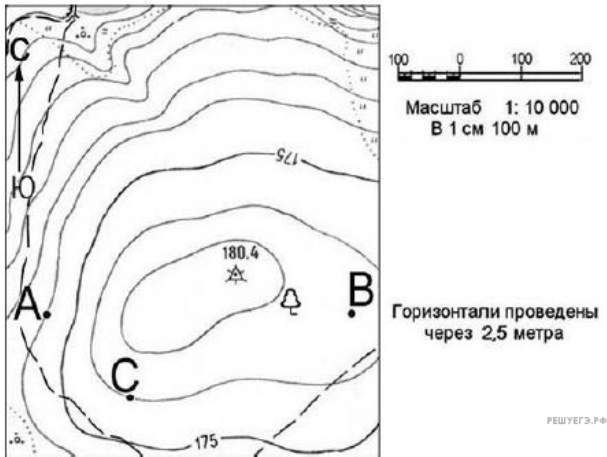 С
Ю
175
180.4
А
В
С
175
100 0 100 200
Масштаб 1: 10 000
В 1 см 100 м
Горизонтали проведены
через 2,5 метра
РЕШУЕГЭ.РФ